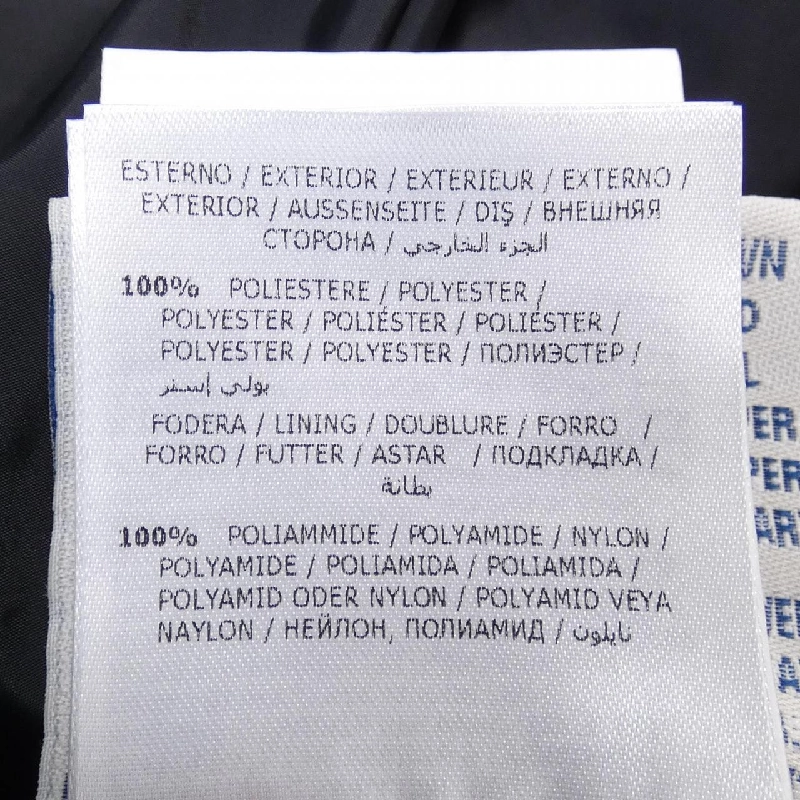 ESTERNO / EXTERIOR / EXTERIEUR / EXTERNO /
EXTERIOR / AUSSENSEITE / DIŞ / ВНЕШНЯЯ
СТОРОНА / الجزء الخارجي
100% POLIESTERE / POLYESTER /
POLYESTER / POLIÉSTER / POLIÉSTER /
POLYESTER / POLYESTER / ПОЛИЭСТЕР /
بولي إستر
FODERA / LINING / DOUBLURE / FORRO /
FORRO / FUTTER / ASTAR / ПОДКЛАДКА /
بطانة
100% POLIAMMIDE / POLYAMIDE / NYLON /
POLYAMIDE / POLIAMIDA / POLIAMIDA /
POLYAMID ODER NYLON / POLYAMID VEYA
NAYLON / НЕЙЛОН, ПОЛИАМИД / نايلون